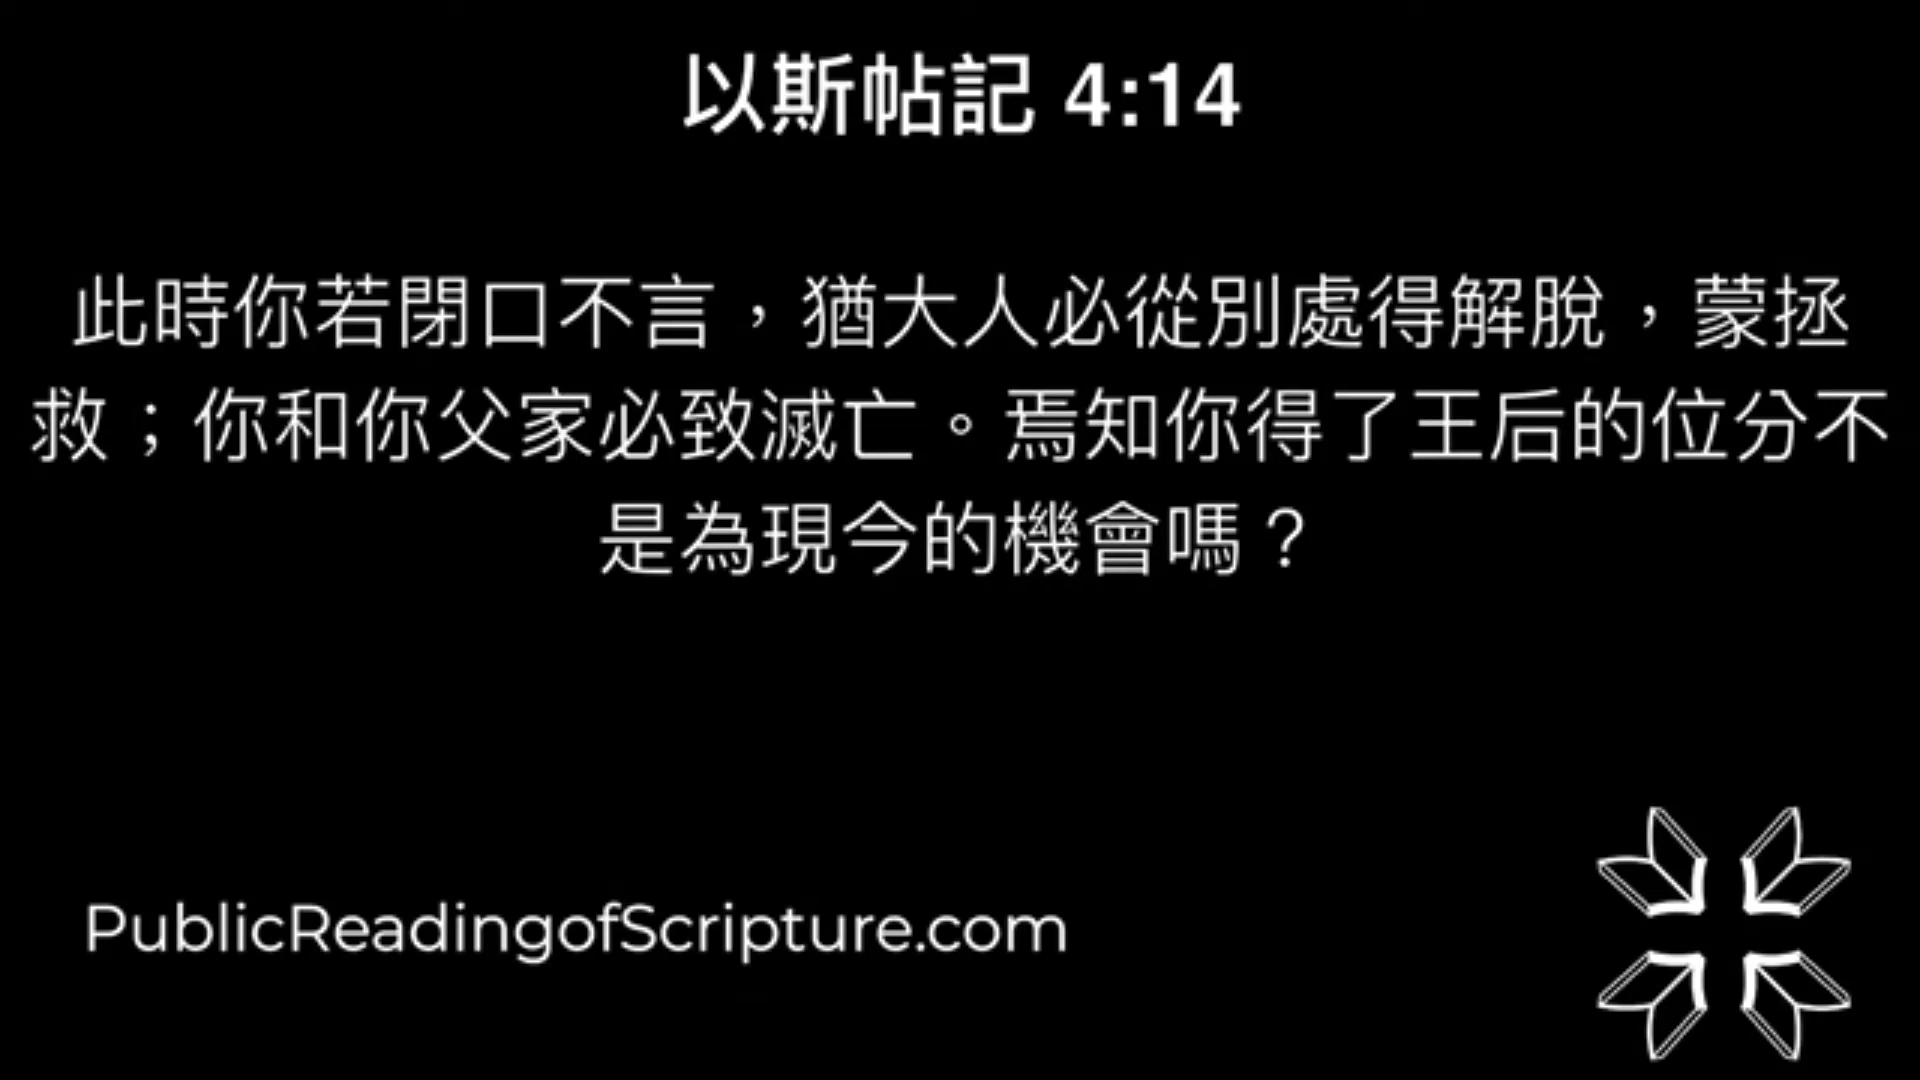 以斯帖記 4:14
此時你若閉口不言，猶大人必從別處得解脫，蒙拯
救；你和你父家必致滅亡。焉知你得了王后的位分不
是為現今的機會嗎？
PublicReadingofScripture.com